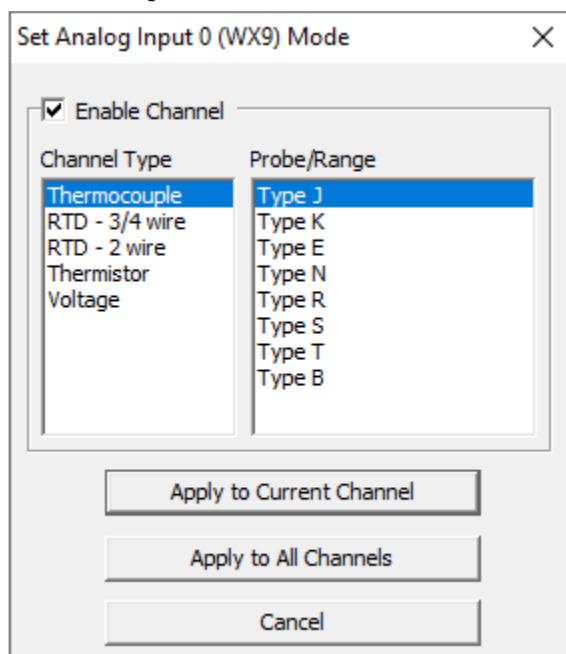 Set Analog Input 0 (WX9) Mode
Enable Channel
Channel Type
Thermocouple
RTD - 3/4 wire
RTD - 2 wire
Thermistor
Voltage
Probe/Range
Type J
Type K
Type E
Type N
Type R
Type S
Type T
Type B
Apply to Current Channel
Apply to All Channels
Cancel